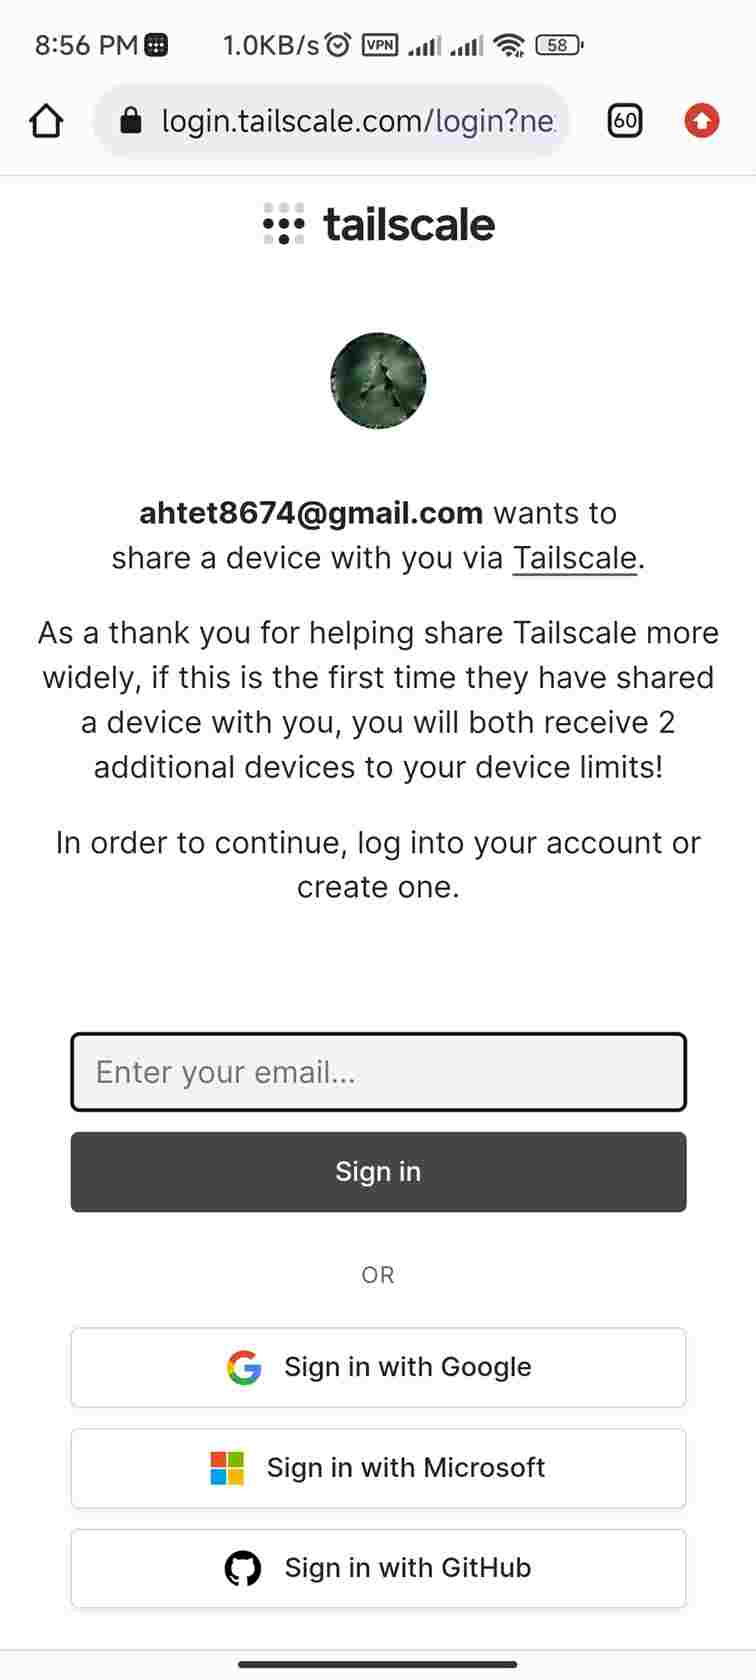 8:56 PM 1.0KB/s VPN 58
login.tailscale.com/login?ne 60
tailscale
ahtet8674@gmail.com wants to
share a device with you via Tailscale.
As a thank you for helping share Tailscale more
widely, if this is the first time they have shared
a device with you, you will both receive 2
additional devices to your device limits!
In order to continue, log into your account or
create one.
Enter your email...
Sign in
OR
Sign in with Google
Sign in with Microsoft
Sign in with GitHub